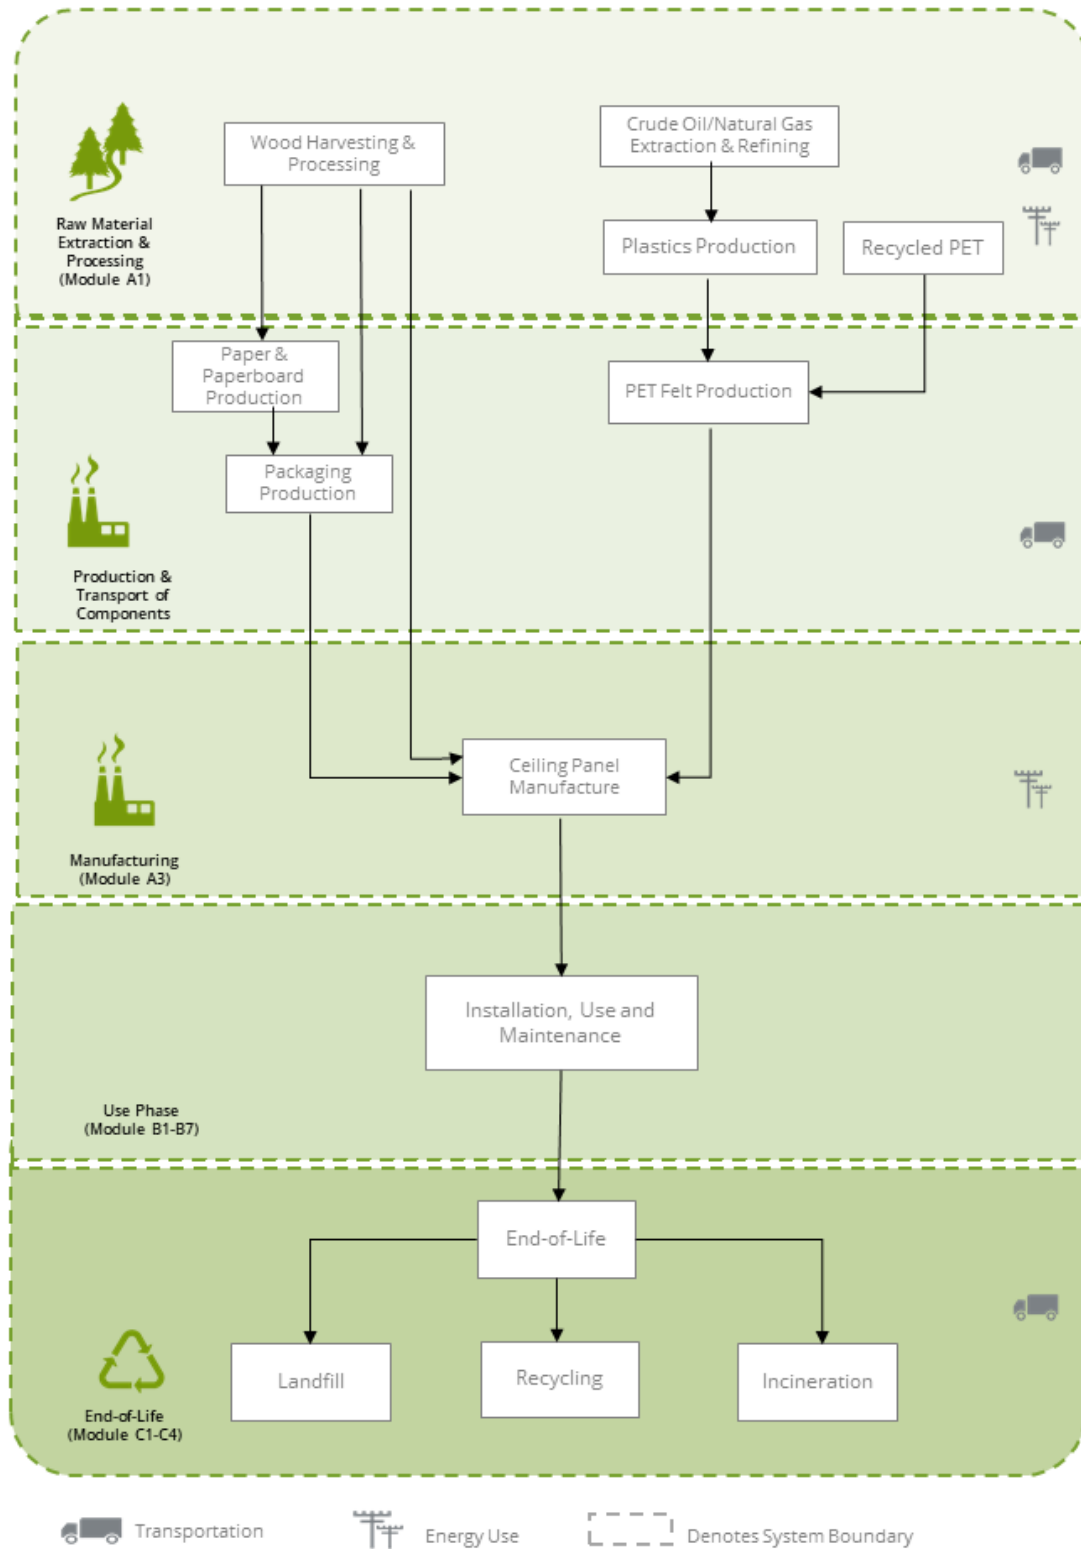 Wood Harvesting &
Processing
Crude Oil/Natural Gas
Extraction & Refining
Raw Material
Extraction &
Processing
(Module A1)
Plastics Production
Recycled PET
Paper &
Paperboard
Production
PET Felt Production
Packaging
Production
Production &
Transport of
Components
Ceiling Panel
Manufacture
Manufacturing
(Module A3)
Installation, Use and
Maintenance
Use Phase
(Module B1-B7)
End-of-Life
Landfill
Recycling
Incineration
End-of-Life
(Module C1-C4)
Transportation
Energy Use
Denotes System Boundary